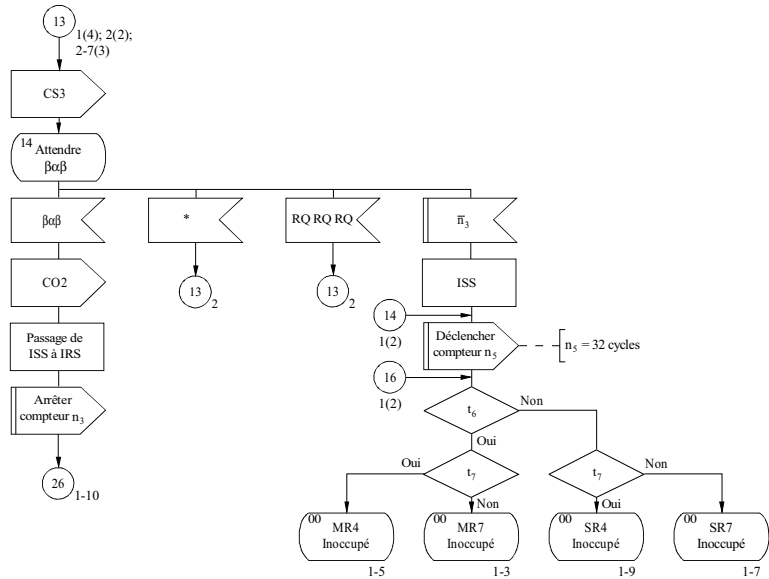 13
1(4); 2(2);
2-7(3)
CS3
14
Attendre
βαβ
βαβ
*
RQ RQ RQ
n̅₃
CO2
13
2
13
2
ISS
14
1(2)
Passage de
ISS à IRS
Déclencher
compteur n₅
n₅ = 32 cycles
16
1(2)
Arrêter
compteur n₃
t₆
Non
Oui
26
1-10
Oui
t₇
Non
t₇
Oui
Non
00
MR4
Inoccupé
1-5
00
MR7
Inoccupé
1-3
00
SR4
Inoccupé
1-9
00
SR7
Inoccupé
1-7